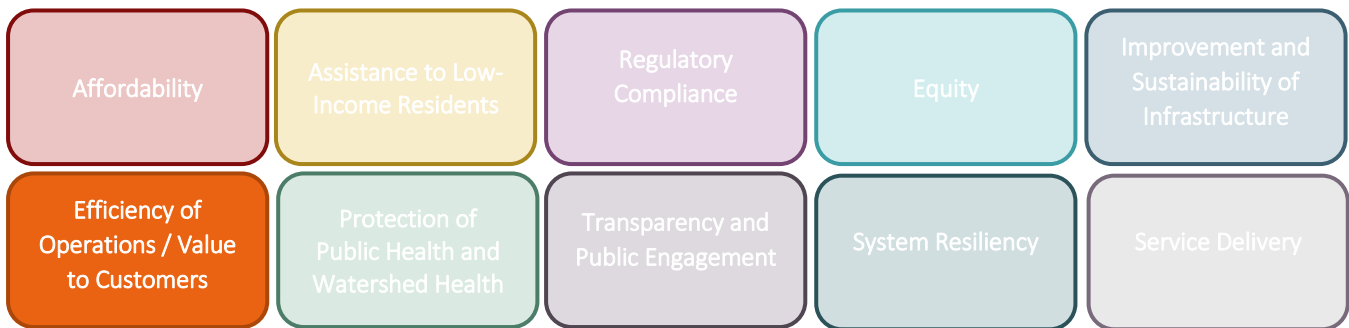 Affordability
Assistance to Low-
Income Residents
Regulatory
Compliance
Equity
Improvement and
Sustainability of
Infrastructure
Efficiency of
Operations / Value
to Customers
Protection of
Public Health and
Watershed Health
Transparency and
Public Engagement
System Resiliency
Service Delivery